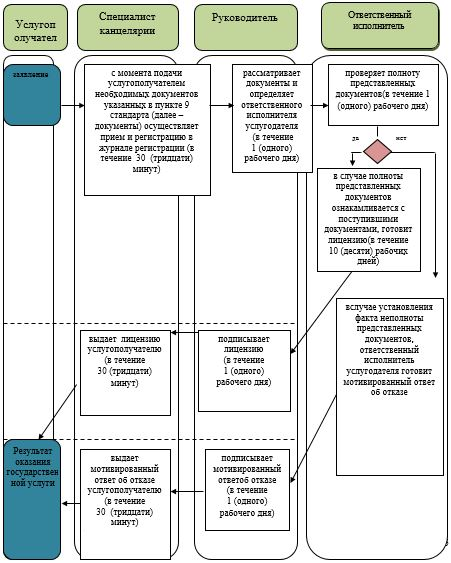 Услугоп
олучател
Специалист
канцелярии
Руководитель
Ответственный
исполнитель
заявление
с момента подачи
услугополучателем
необходимых документов
указанных в пункте 9
стандарта (далее –
документы) осуществляет
прием и регистрацию в
журнале регистрации (в
течение 30 (тридцати)
минут)
рассматривает
документы и
определяет
ответственного
исполнителя
услугодателя
(в течение
1 (одного)
рабочего дня)
проверяет полноту
представленных
документов(в течение 1
(одного) рабочего дня)
да
нет
в случае полноты
представленных
документов
ознакамливается с
поступившими
документами, готовит
лицензию(в течение
10 (десяти) рабочих
дней)
вслучае установления
факта неполноты
представленных
документов,
ответственный
исполнитель
услугодателя готовит
мотивированный ответ
об отказе
выдает лицензию
услугополучателю
(в течение
30 (тридцати)
минут)
подписывает
лицензию
(в течение
1 (одного)
рабочего дня)
Результат
оказания
государствен
ной услуги
выдает
мотивированный
ответ об отказе
услугополучателю
(в течение
30 (тридцати)
минут)
подписывает
мотивированный
ответоб отказе
(в течение
1 (одного)
рабочего дня)